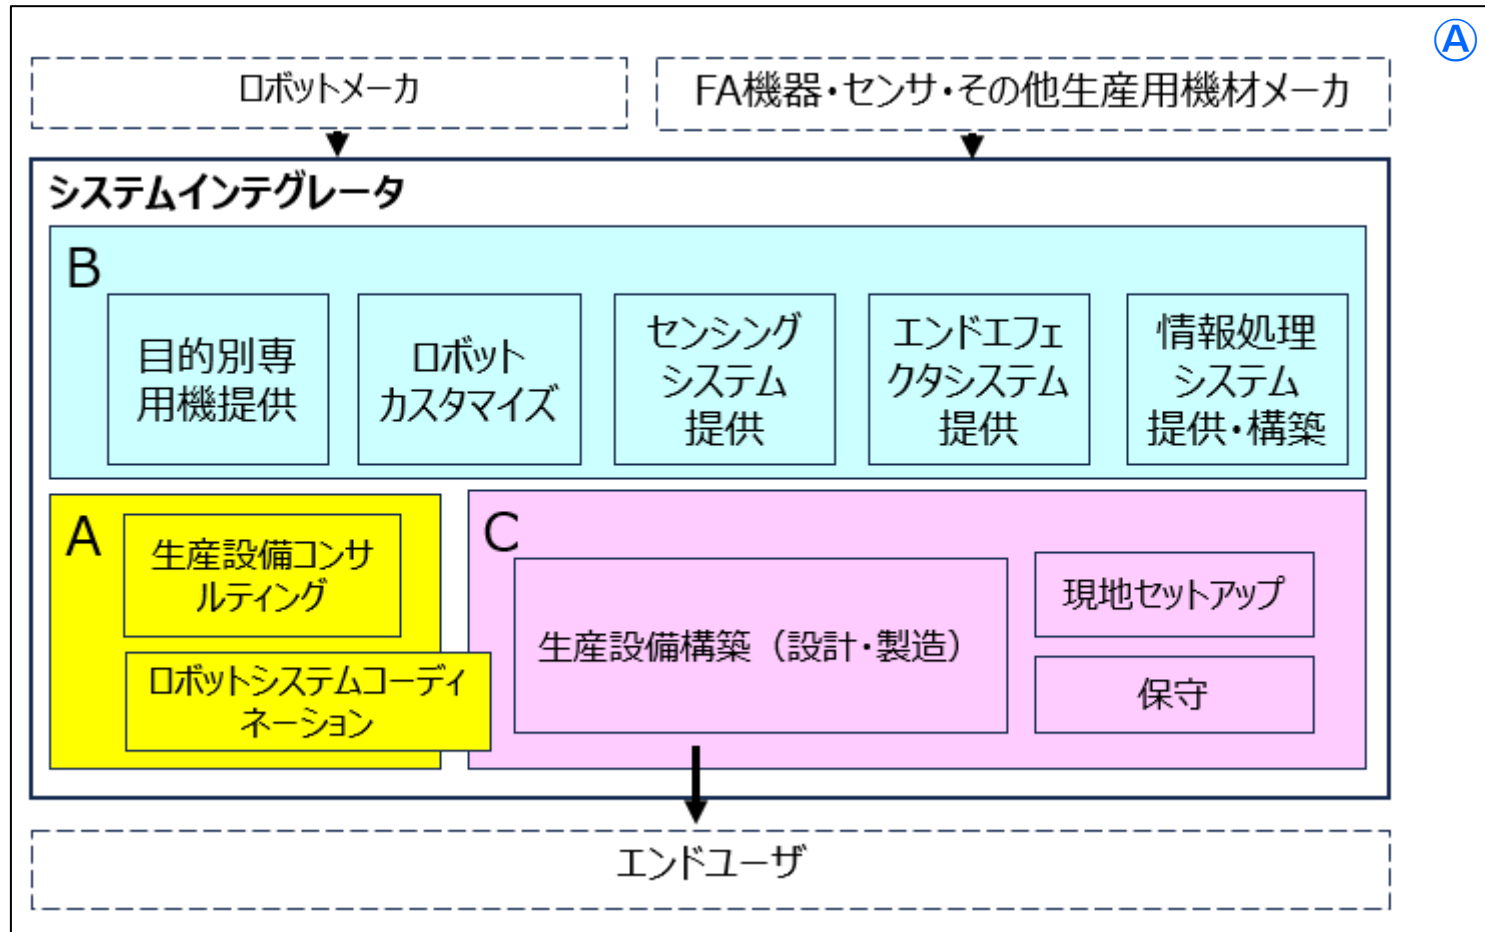 Ⓐ
ロボットメーカ
FA機器・センサ・その他生産用機材メーカ
システムインテグレータ
B
目的別専
用機提供
ロボット
カスタマイズ
センシング
システム
提供
エンドエフェ
クタシステム
提供
情報処理
システム
提供・構築
A
生産設備コンサ
ルティング
ロボットシステムコーディ
ネーション
C
生産設備構築（設計・製造）
現地セットアップ
保守
エンドユーザ